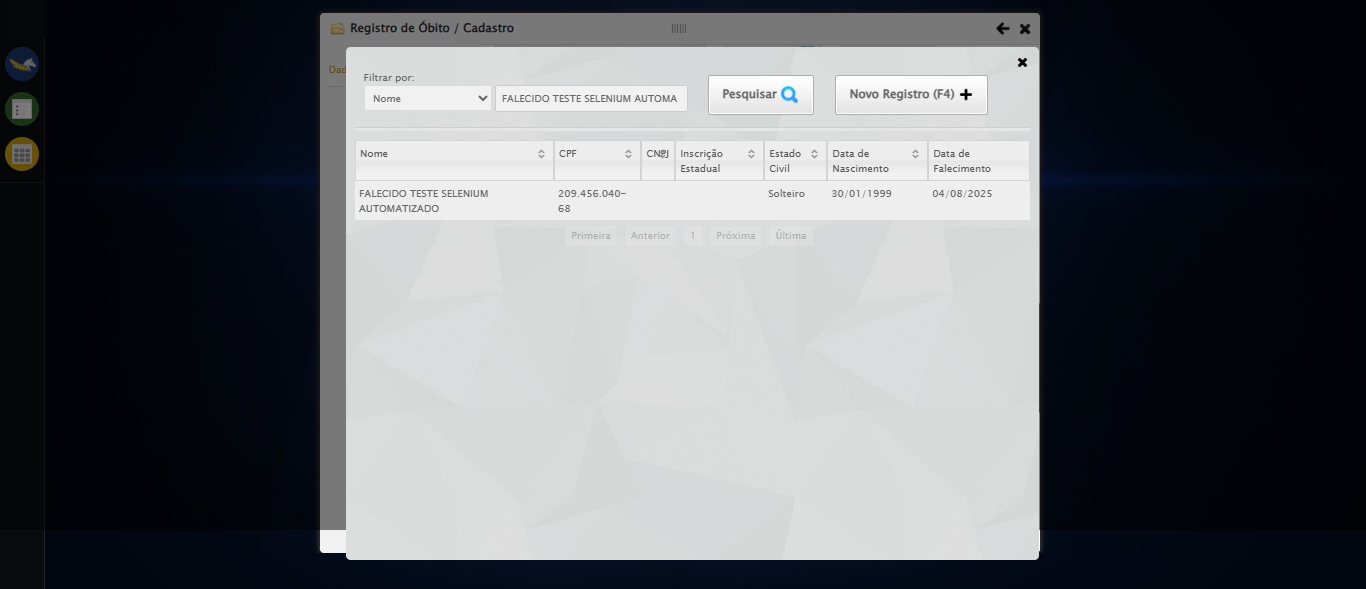 Registro de Óbito / Cadastro
Filtrar por:
Nome FALECIDO TESTE SELENIUM AUTOMA Pesquisar Novo Registro (F4)
Nome CPF CNPJ Inscrição Estadual Estado Civil Data de Nascimento Data de Falecimento
FALECIDO TESTE SELENIUM AUTOMATIZADO 209.456.040-68 Solteiro 30/01/1999 04/08/2025
Primeira Anterior 1 Próxima Última